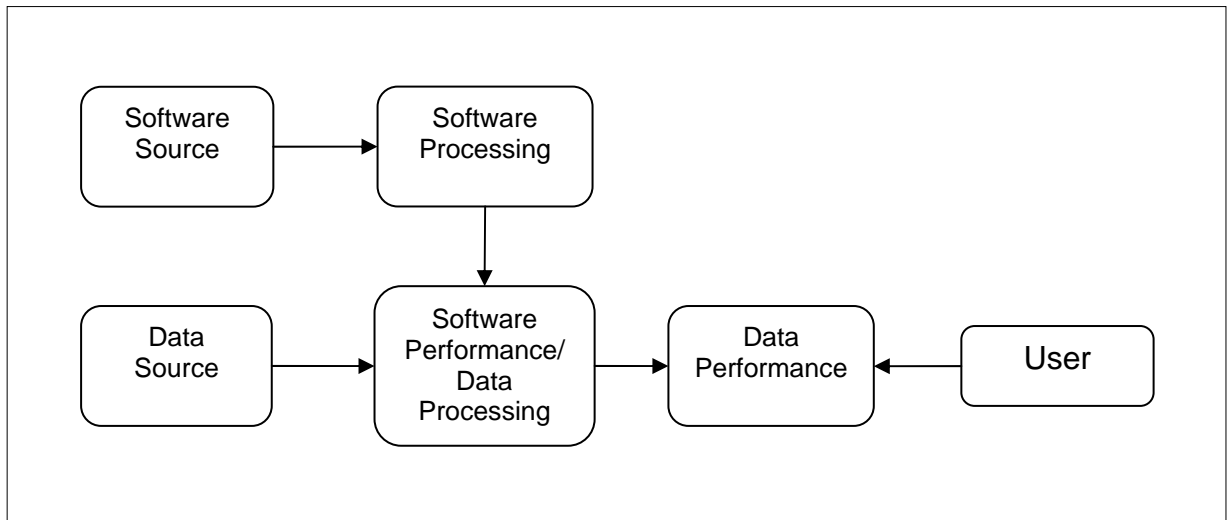 Software
Source
Software
Processing
Data
Source
Software
Performance/
Data
Processing
Data
Performance
User